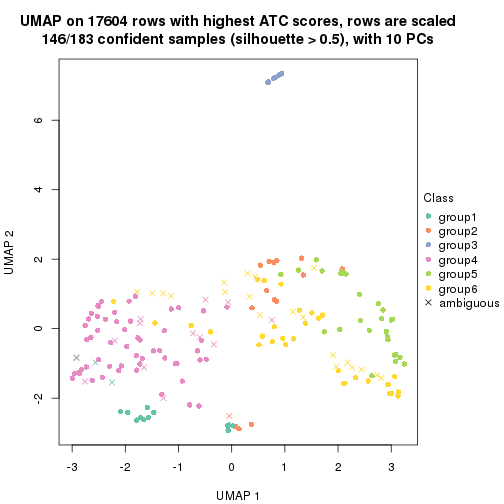 UMAP on 17604 rows with highest ATC scores, rows are scaled
146/183 confident samples (silhouette > 0.5), with 10 PCs
UMAP 2
6
4
2
0
-2
-3 -2 -1 0 1 2 3
UMAP 1
Class
group1
group2
group3
group4
group5
group6
ambiguous